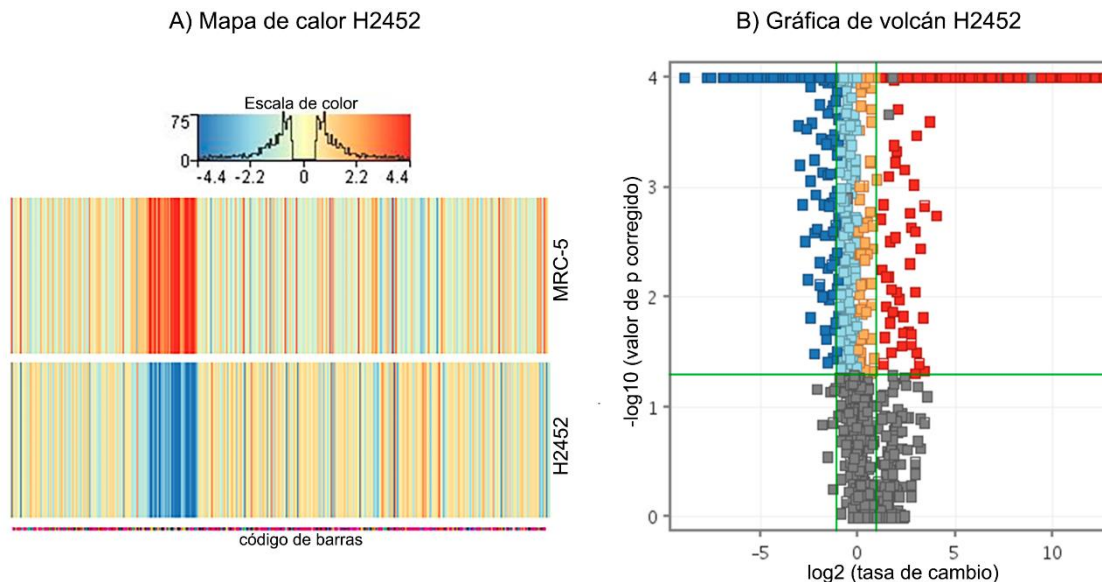 A) Mapa de calor H2452
B) Gráfica de volcán H2452
Escala de color
75
0
-4.4 -2.2 0 2.2 4.4
MRC-5
H2452
código de barras
-log10 (valor de p corregido)
4
3
2
1
0
-5 0 5 10
log2 (tasa de cambio)